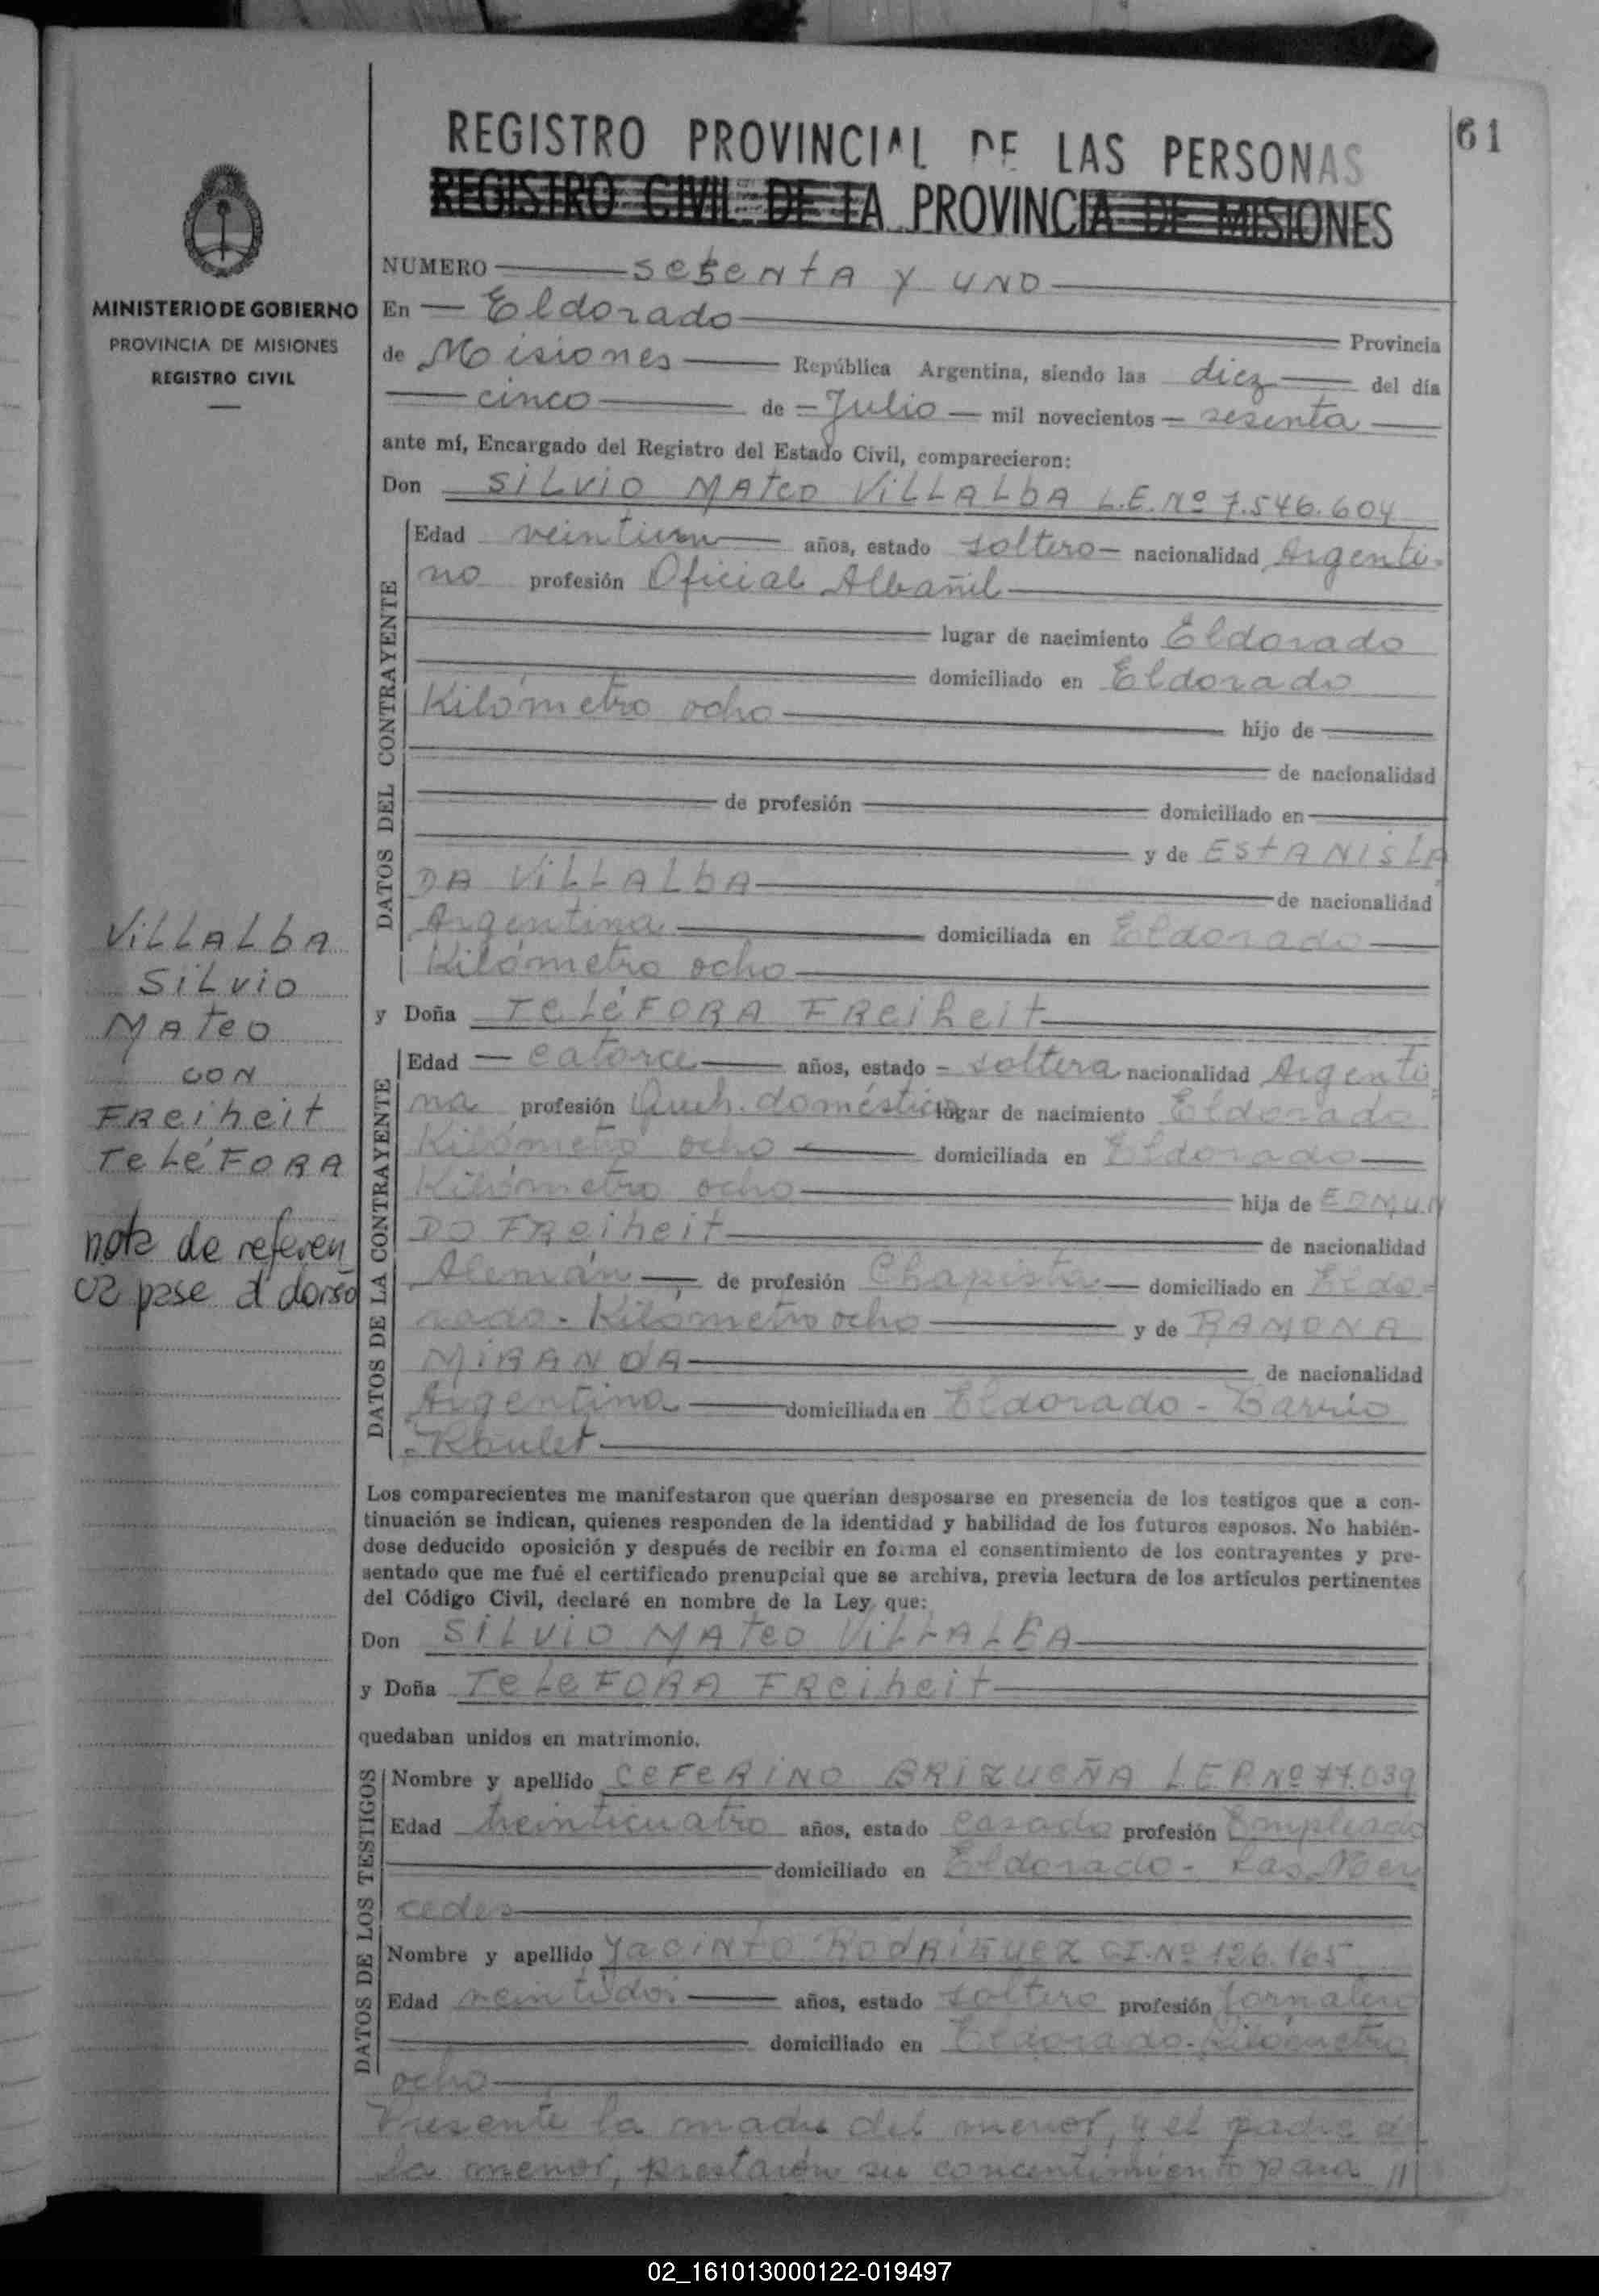 61
REGISTRO PROVINCIAL DE LAS PERSONAS
REGISTRO CIVIL DE LA PROVINCIA DE MISIONES
MINISTERIO DE GOBIERNO
PROVINCIA DE MISIONES
REGISTRO CIVIL
NUMERO sesenta y uno
En Eldorado Provincia
de Misiones República Argentina, siendo las diez del día
cinco de Julio mil novecientos sesenta
ante mí, Encargado del Registro del Estado Civil, comparecieron:
Don SILVIO MATEO VILLALBA L.E. Nº 7.546.604
DATOS DEL CONTRAYENTE
Edad veintiun años, estado soltero nacionalidad Argenti-
no profesión Oficial Albañil
lugar de nacimiento Eldorado
domiciliado en Eldorado
Kilómetro ocho hijo de
de nacionalidad
de profesión domiciliado en
y de ESTANISLA
DA VILLALBA de nacionalidad
Argentina domiciliada en Eldorado
Kilómetro ocho
VILLALBA
SILVIO
MATEO
CON
FREIHEIT
TELÉFORA
nota de referen
cia pase al dorso
y Doña TELÉFORA FREIHEIT
DATOS DE LA CONTRAYENTE
Edad catorce años, estado soltera nacionalidad Argenti
na profesión Queh. domésticos lugar de nacimiento Eldorado
Kilómetro ocho domiciliada en Eldorado
Kilómetro ocho hija de EDMUN
DO FREIHEIT de nacionalidad
Alemán de profesión Chapista domiciliado en Eldo-
rado - Kilómetro ocho y de RAMONA
MIRANDA de nacionalidad
Argentina domiciliada en Eldorado - Barrio
Los comparecientes me manifestaron que querían desposarse en presencia de los testigos que a con-
tinuación se indican, quienes responden de la identidad y habilidad de los futuros esposos. No habién-
dose deducido oposición y después de recibir en forma el consentimiento de los contrayentes y pre-
sentado que me fué el certificado prenupcial que se archiva, previa lectura de los artículos pertinentes
del Código Civil, declaré en nombre de la Ley que:
Don SILVIO MATEO VILLALBA
y Doña TELEFORA FREIHEIT
quedaban unidos en matrimonio.
DATOS DE LOS TESTIGOS
Nombre y apellido CEFERINO BRIZUEÑA L.E.P. Nº 77.039
Edad treinticuatro años, estado casado profesión Empleado
domiciliado en Eldorado - Las Mer
cedes
Nombre y apellido JACINTO RODRIGUEZ C.I. Nº 126.165
Edad veintidos años, estado soltero profesión Jornalero
domiciliado en Eldorado - Kilómetro
ocho
Presente la madre del menor, y el padre de
la menor, prestarón su concentimiento para //
02_161013000122-019497